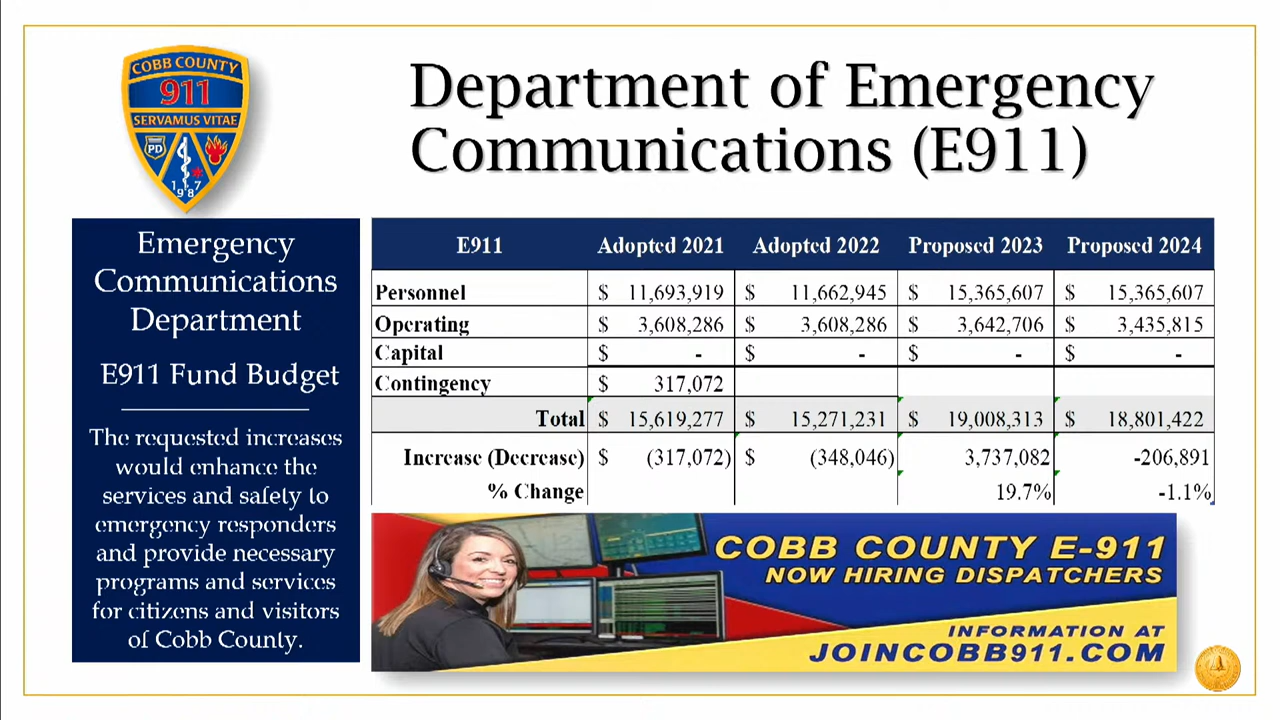 COBB COUNTY
911
SERVAMUS VITAE
PD
1987
Department of Emergency
Communications (E911)
Emergency
Communications
Department
E911 Fund Budget
The requested increases
would enhance the
services and safety to
emergency responders
and provide necessary
programs and services
for citizens and visitors
of Cobb County.
E911 Adopted 2021 Adopted 2022 Proposed 2023 Proposed 2024
Personnel $ 11,693,919 $ 11,662,945 $ 15,365,607 $ 15,365,607
Operating $ 3,608,286 $ 3,608,286 $ 3,642,706 $ 3,435,815
Capital $ - $ - $ - $ -
Contingency $ 317,072
Total $ 15,619,277 $ 15,271,231 $ 19,008,313 $ 18,801,422
Increase (Decrease) $ (317,072) $ (348,046) 3,737,082 -206,891
% Change 19.7% -1.1%
COBB COUNTY E-911
NOW HIRING DISPATCHERS
INFORMATION AT
JOINCOBB911.COM